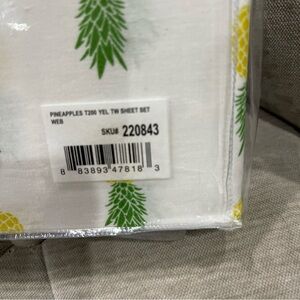 PINEAPPLES T200 YEL TW SHEET SET
WEB
SKU# 220843
8 83893 47818 3